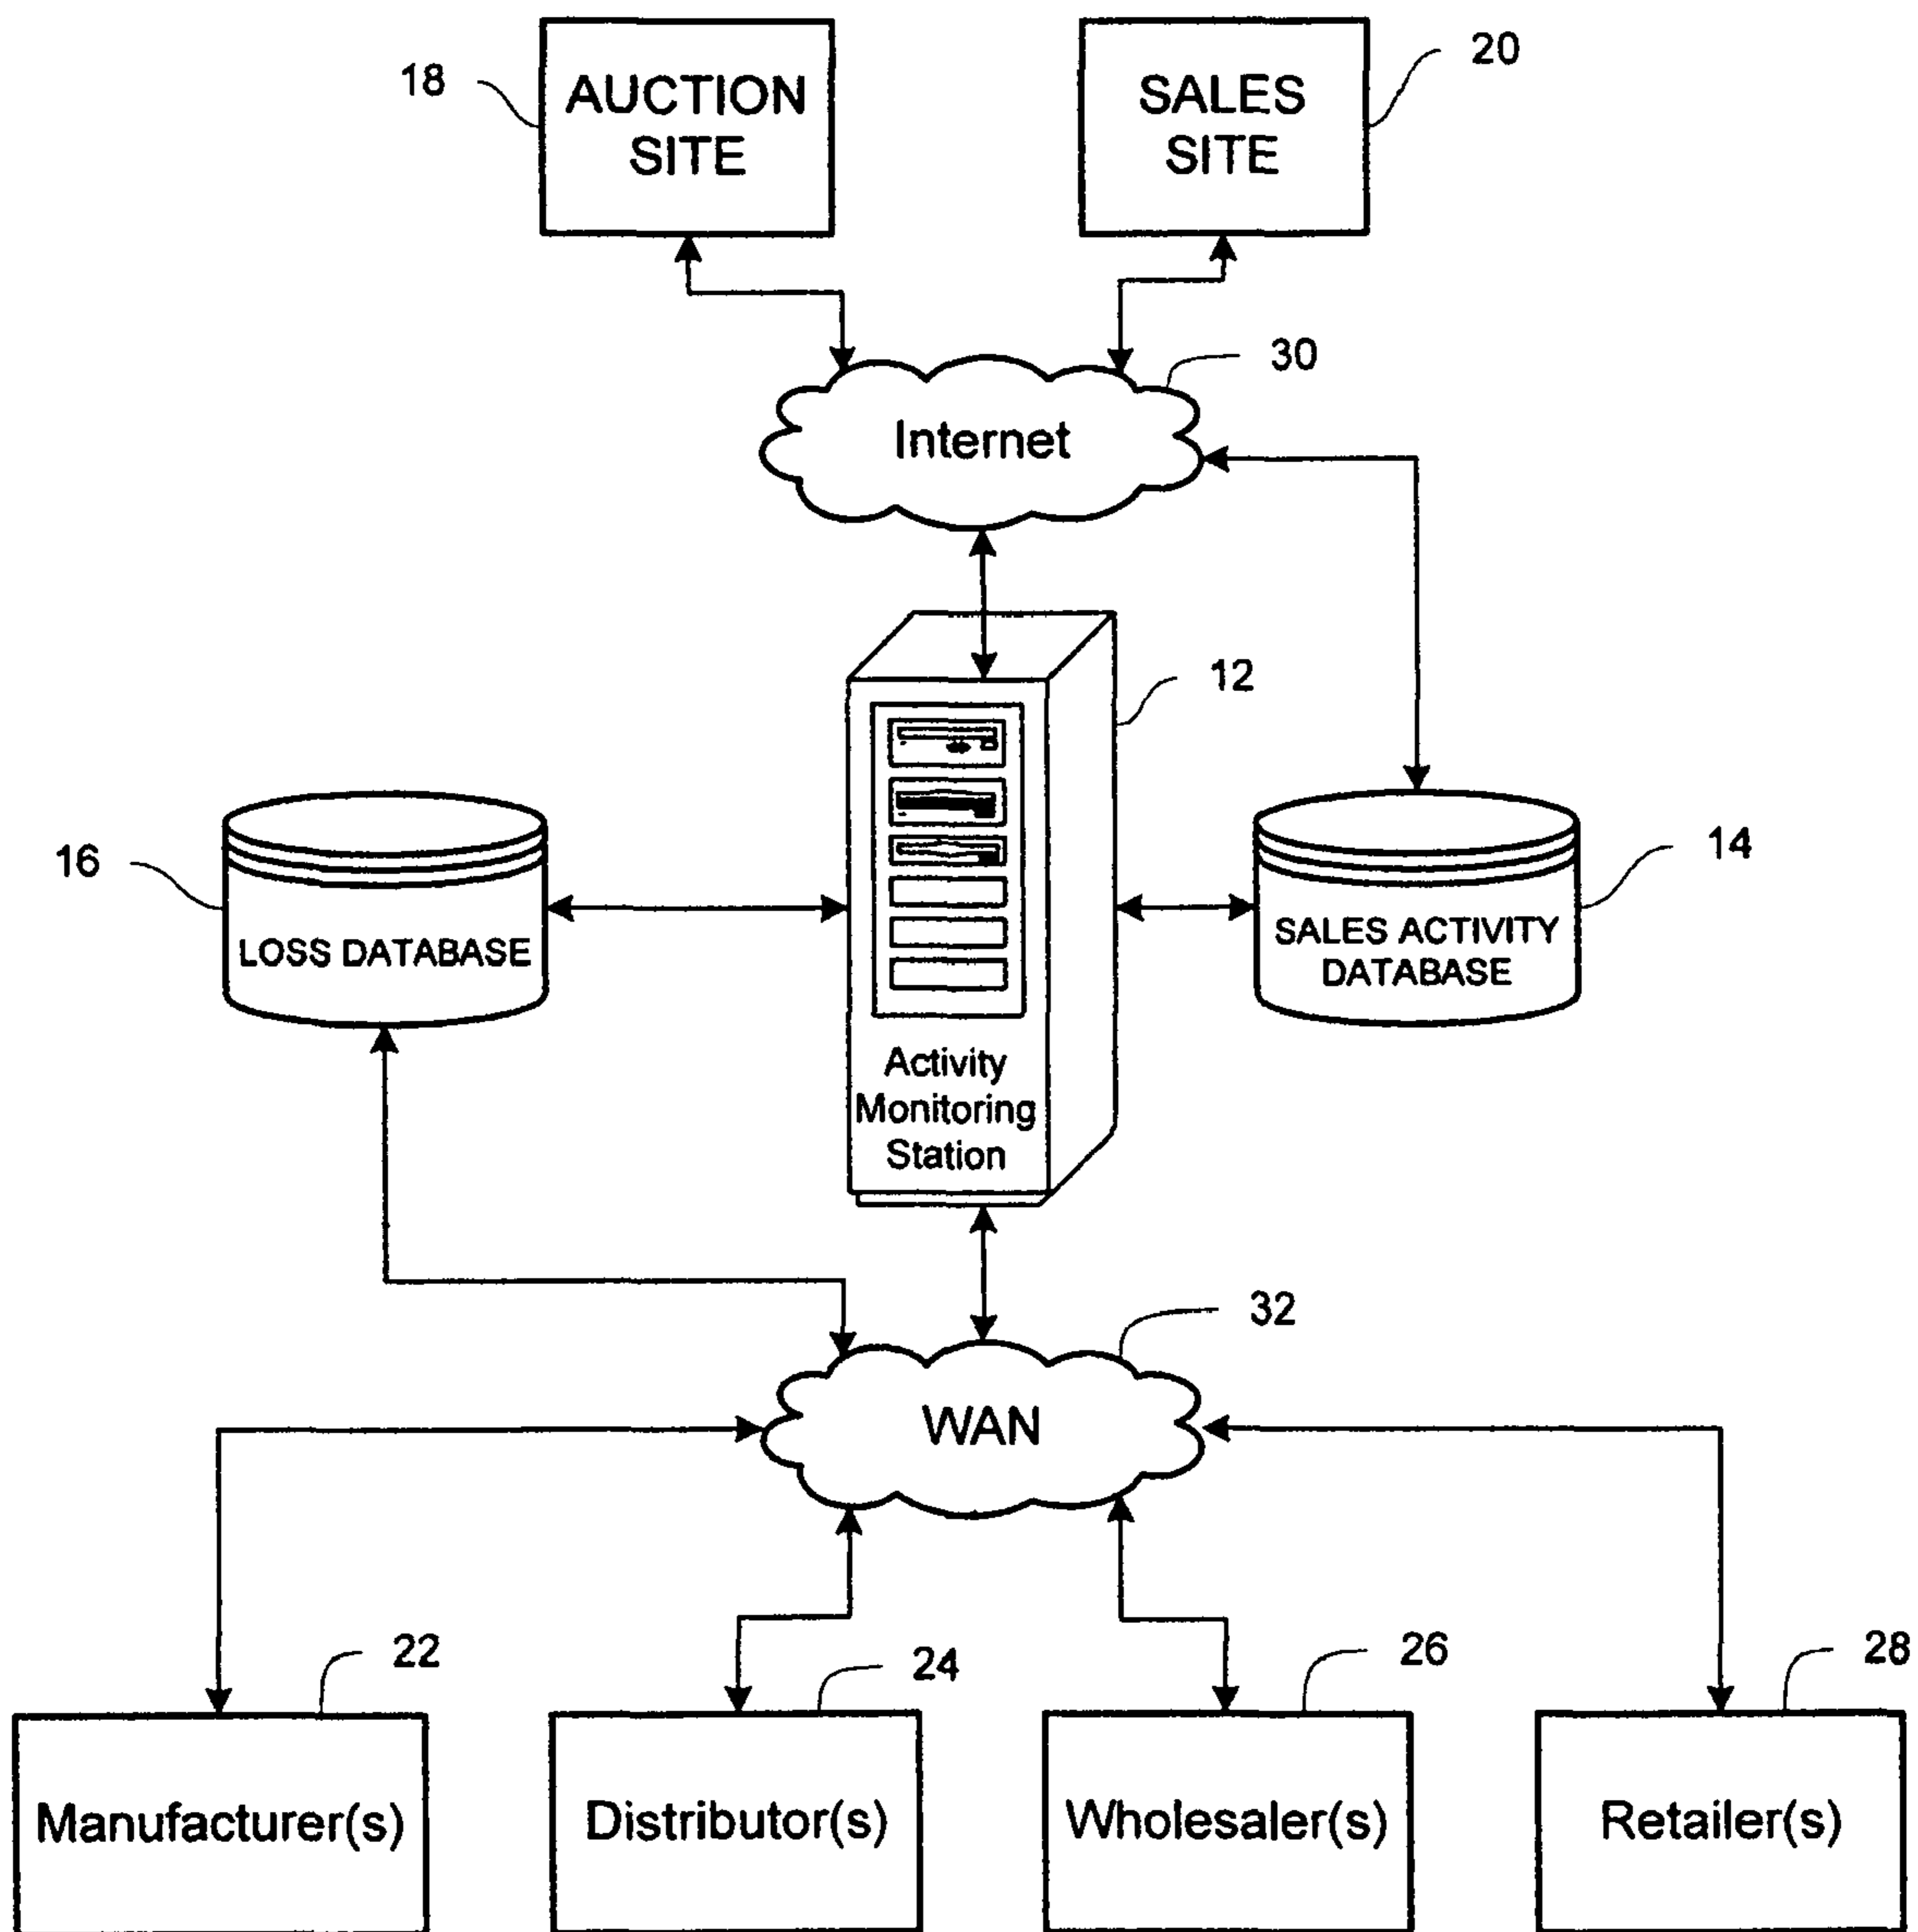 18
AUCTION
SITE
SALES
SITE
20
30
Internet
12
16
LOSS DATABASE
14
SALES ACTIVITY
DATABASE
Activity
Monitoring
Station
32
WAN
22
24
26
28
Manufacturer(s)
Distributor(s)
Wholesaler(s)
Retailer(s)